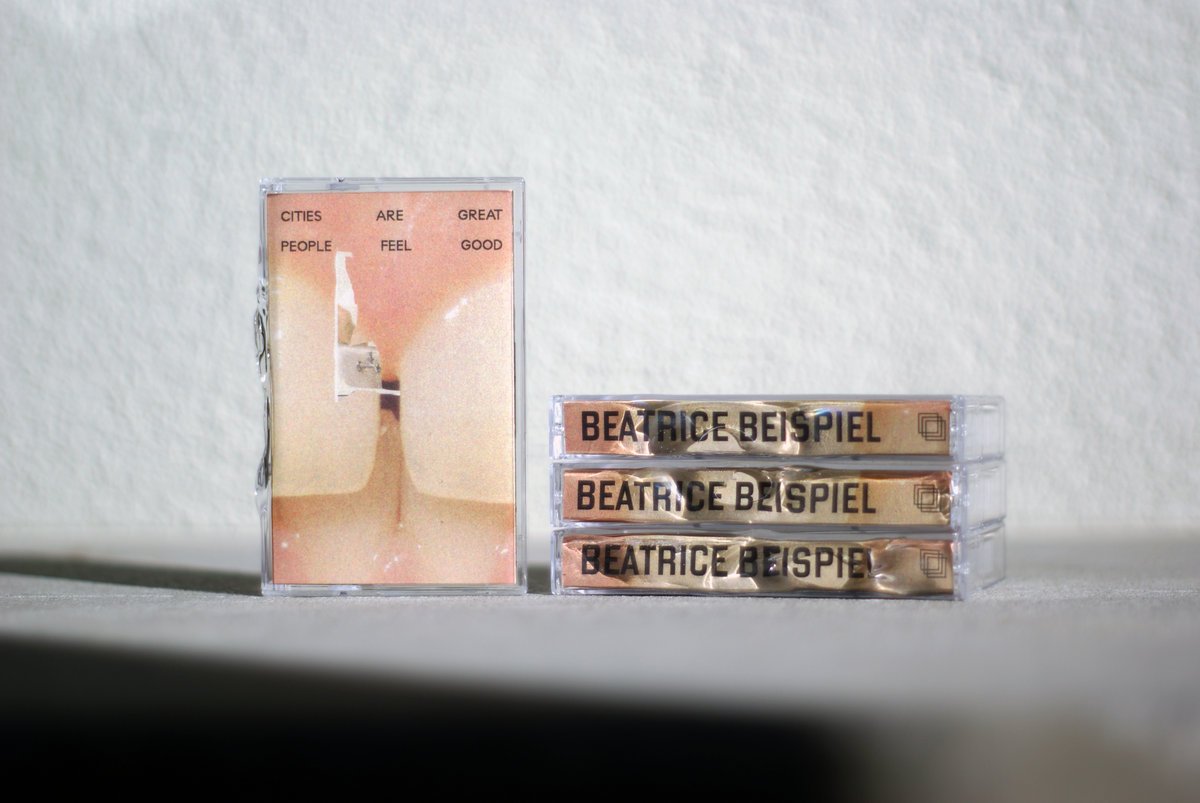 CITIES ARE GREAT
PEOPLE FEEL GOOD
BEATRICE BEISPIEL
BEATRICE BEISPIEL
BEATRICE BEISPIEL